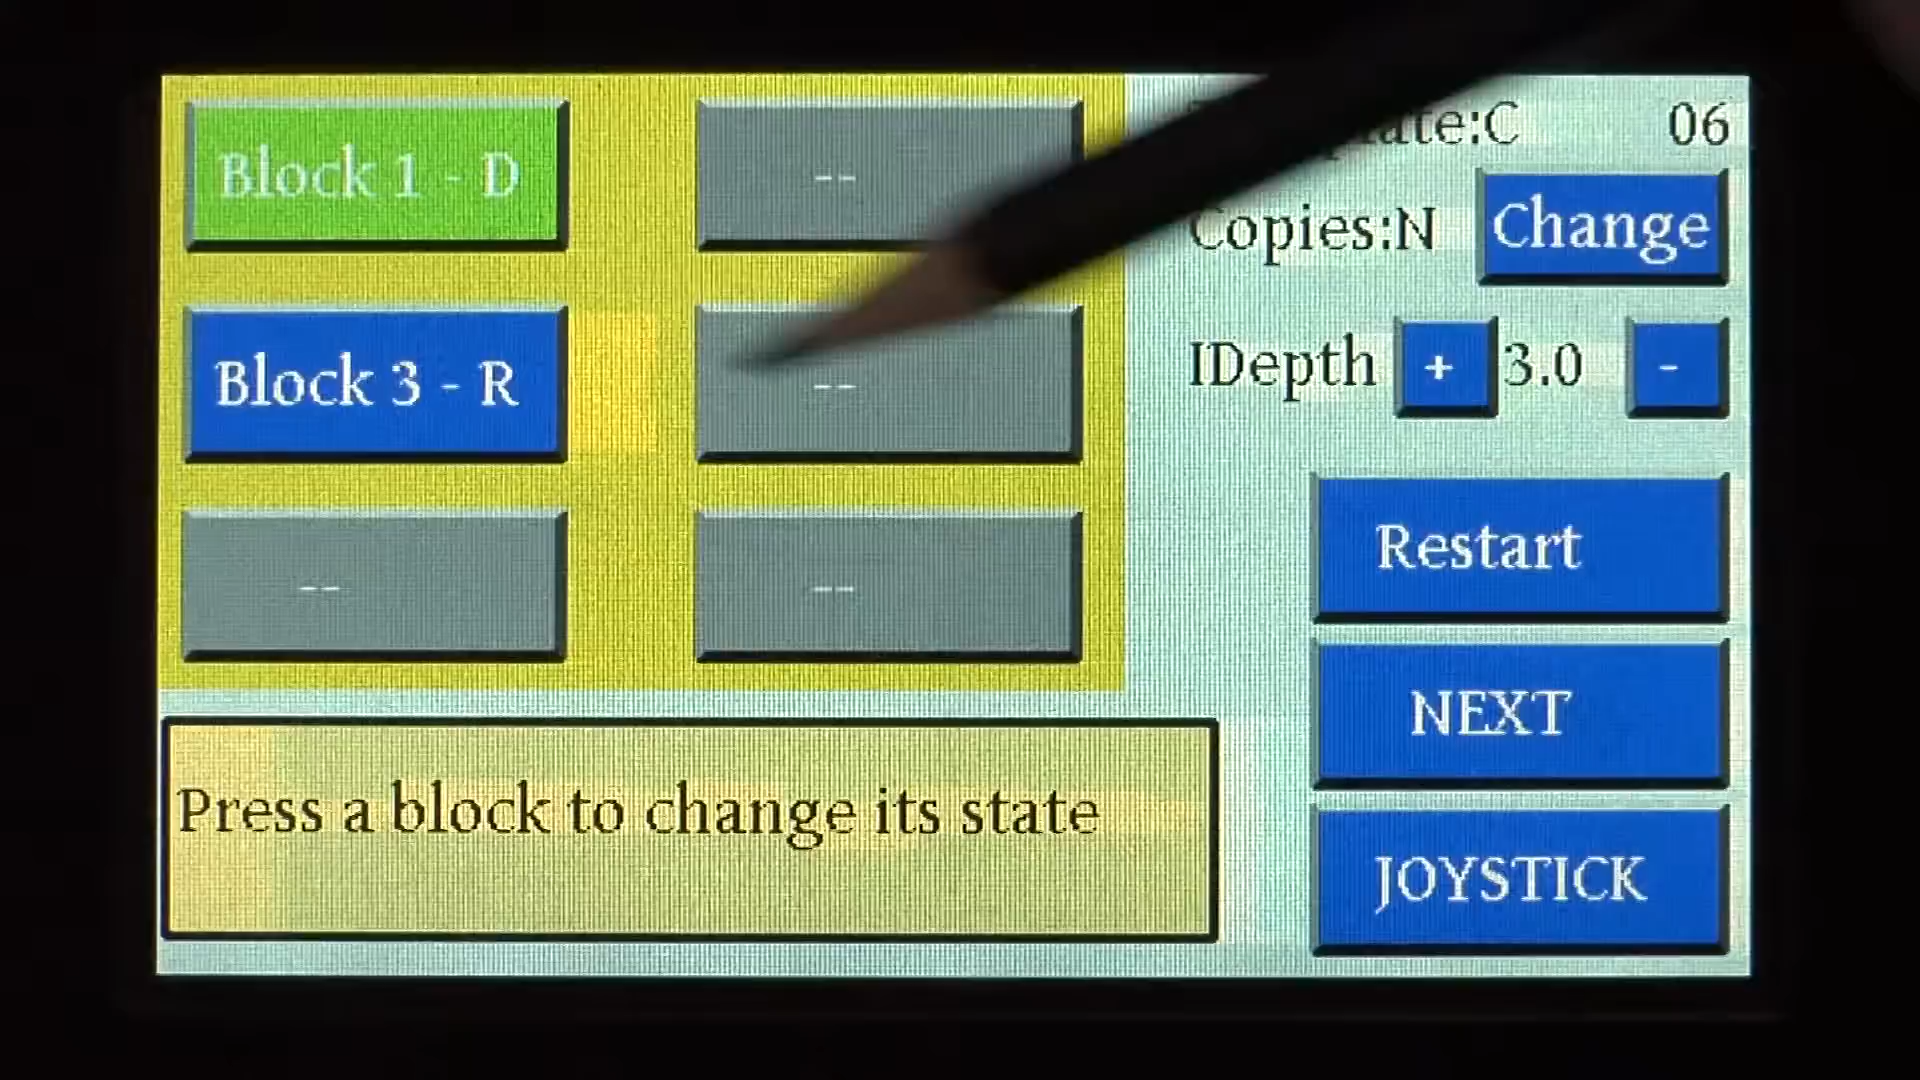 Block 1 - D
--
Block 3 - R
--
--
--
Press a block to change its state
:C 06
Copies:N Change
IDepth + 3.0 -
Restart
NEXT
JOYSTICK